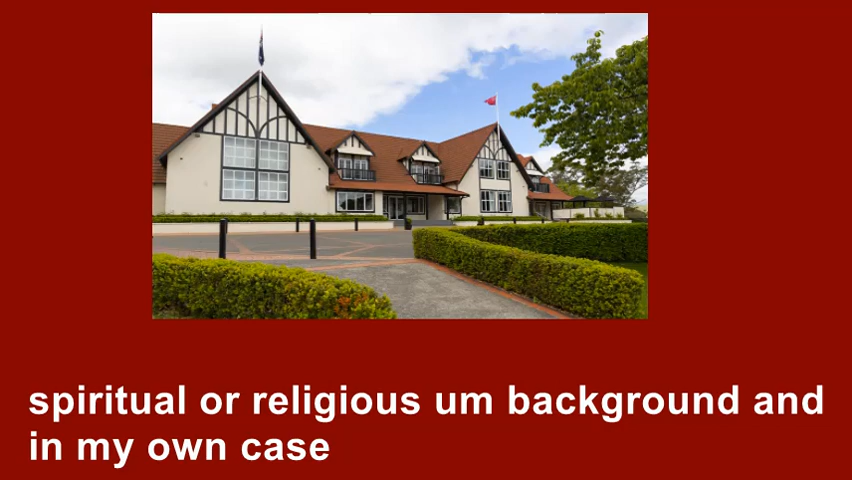 spiritual or religious um background and
in my own case